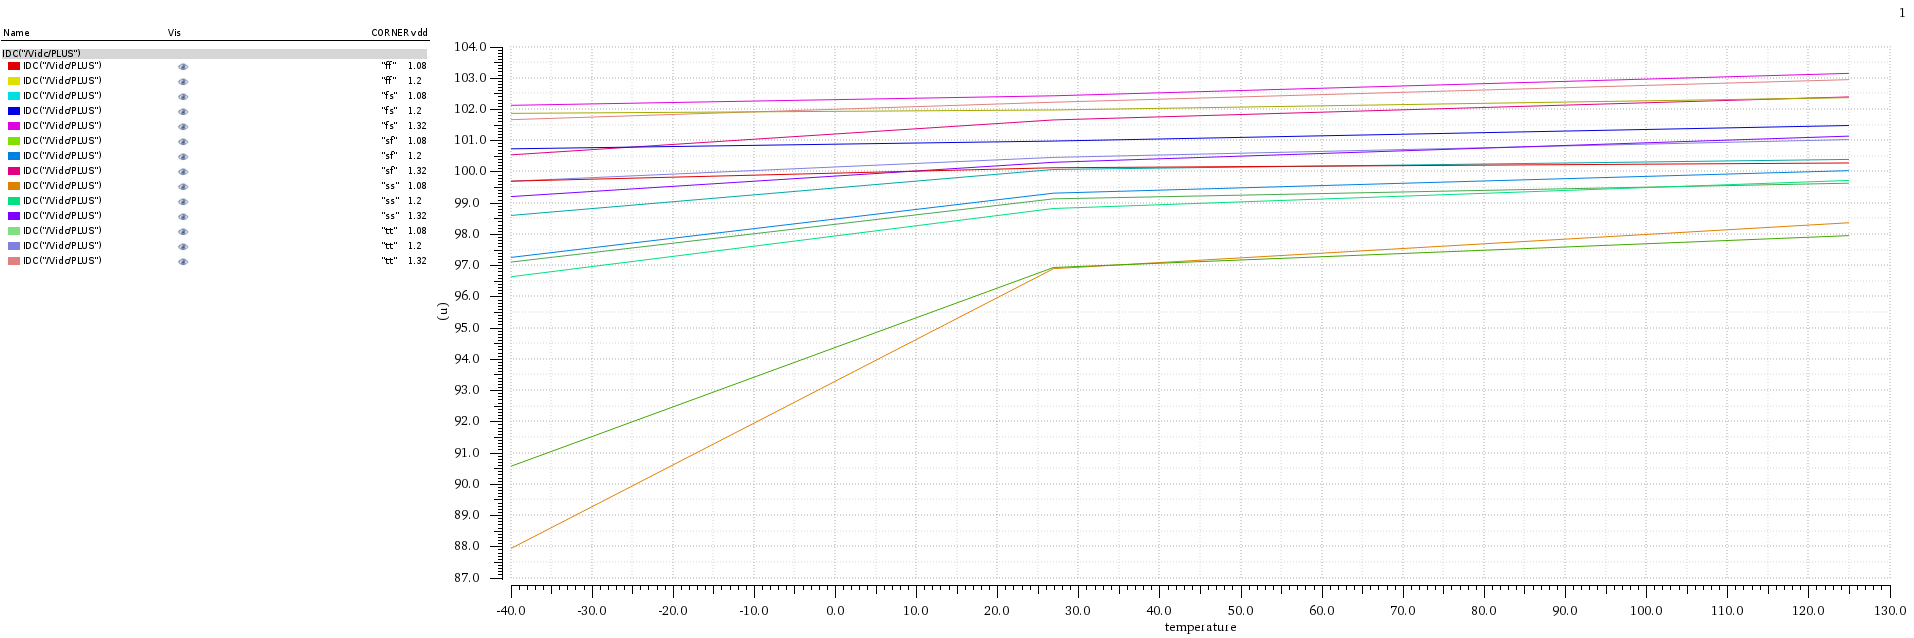 1
Name Vis CORNER vdd
IDC("/Vidc/PLUS")
IDC("/Vidc/PLUS") "ff" 1.08
IDC("/Vidc/PLUS") "ff" 1.2
IDC("/Vidc/PLUS") "fs" 1.08
IDC("/Vidc/PLUS") "fs" 1.2
IDC("/Vidc/PLUS") "fs" 1.32
IDC("/Vidc/PLUS") "sf" 1.08
IDC("/Vidc/PLUS") "sf" 1.2
IDC("/Vidc/PLUS") "sf" 1.32
IDC("/Vidc/PLUS") "ss" 1.08
IDC("/Vidc/PLUS") "ss" 1.2
IDC("/Vidc/PLUS") "ss" 1.32
IDC("/Vidc/PLUS") "tt" 1.08
IDC("/Vidc/PLUS") "tt" 1.2
IDC("/Vidc/PLUS") "tt" 1.32
104.0
103.0
102.0
101.0
100.0
99.0
98.0
97.0
96.0
95.0
94.0
93.0
92.0
91.0
90.0
89.0
88.0
87.0
(u)
-40.0 -30.0 -20.0 -10.0 0.0 10.0 20.0 30.0 40.0 50.0 60.0 70.0 80.0 90.0 100.0 110.0 120.0 130.0
temperature